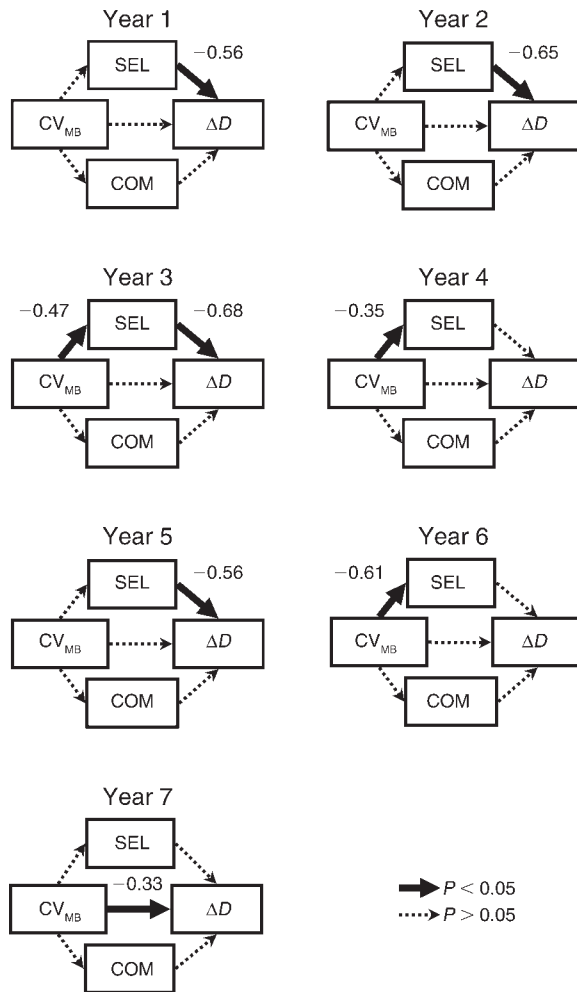 Year 1
−0.56
SEL
CV_MB
ΔD
COM
Year 2
−0.65
SEL
CV_MB
ΔD
COM
Year 3
−0.47
−0.68
SEL
CV_MB
ΔD
COM
Year 4
−0.35
SEL
CV_MB
ΔD
COM
Year 5
−0.56
SEL
CV_MB
ΔD
COM
Year 6
−0.61
SEL
CV_MB
ΔD
COM
Year 7
SEL
−0.33
CV_MB
ΔD
COM
P < 0.05
P > 0.05